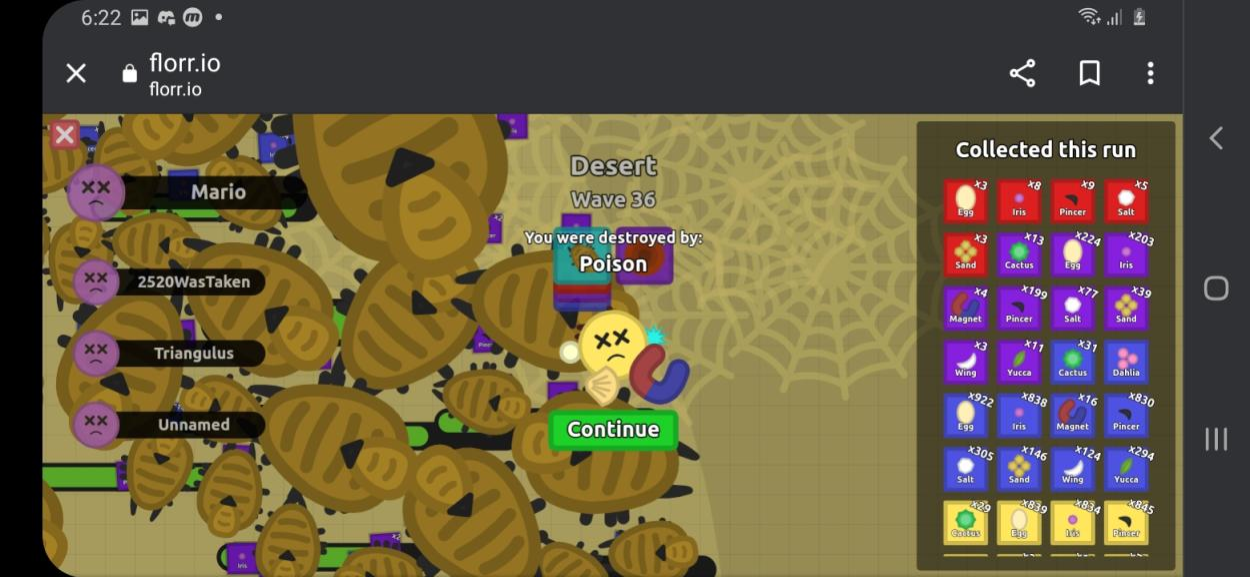 6:22
florr.io
florr.io
Mario
2520WasTaken
Triangulus
Unnamed
Desert
Wave 36
You were destroyed by:
Poison
Continue
Collected this run
x3 x8 x9 x5
Egg Iris Pincer Salt
x3 x13 x224 x203
Sand Cactus Egg Iris
x4 x199 x77 x39
Magnet Pincer Salt Sand
x3 x11 x31
Wing Yucca Cactus Dahlia
x922 x838 x16 x830
Egg Iris Magnet Pincer
x305 x146 x124 x294
Salt Sand Wing Yucca
x29 x839 x834 x845
Cactus Egg Iris Pincer
Iris